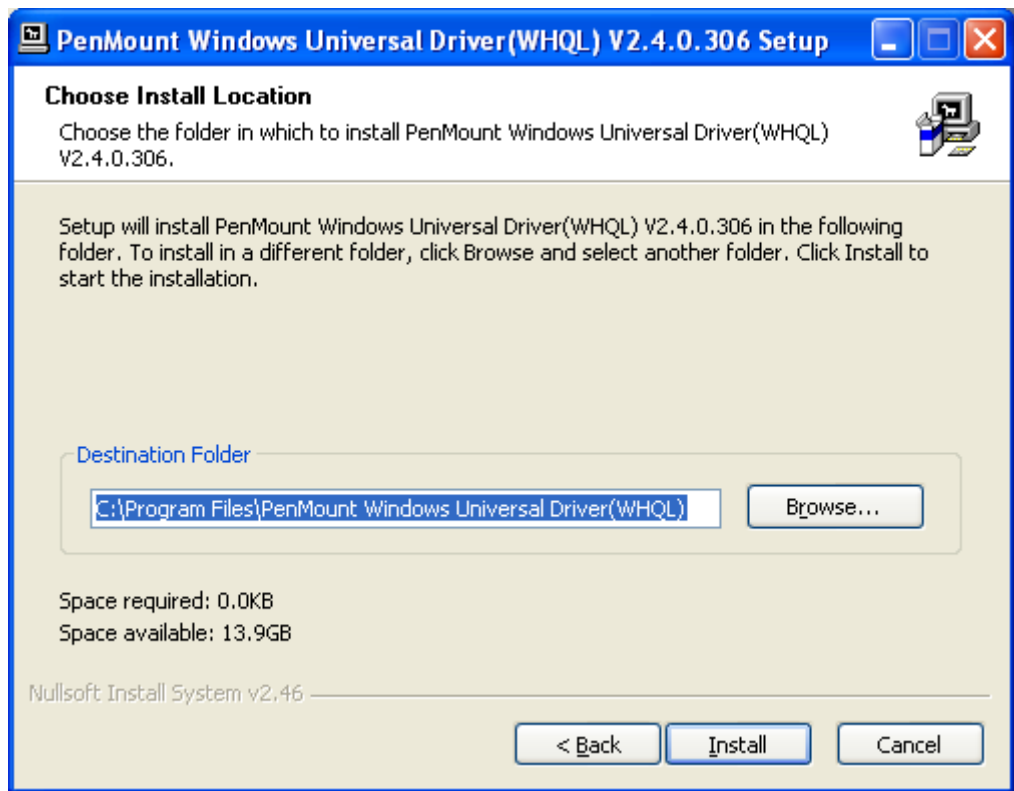 PenMount Windows Universal Driver(WHQL) V2.4.0.306 Setup
Choose Install Location
Choose the folder in which to install PenMount Windows Universal Driver(WHQL)
V2.4.0.306.
Setup will install PenMount Windows Universal Driver(WHQL) V2.4.0.306 in the following
folder. To install in a different folder, click Browse and select another folder. Click Install to
start the installation.
Destination Folder
C:\Program Files\PenMount Windows Universal Driver(WHQL)
Browse...
Space required: 0.0KB
Space available: 13.9GB
Nullsoft Install System v2.46
< Back Install Cancel